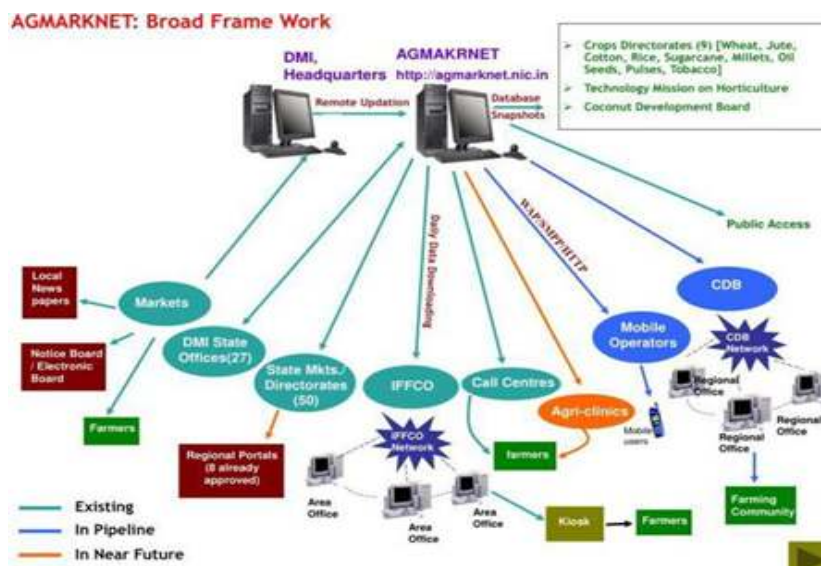 AGMARKNET: Broad Frame Work
DMI,
Headquarters
AGMAKRNET
http://agmarknet.nic.in
Remote Updation
Database
Snapshots
➢ Crops Directorates (9) [Wheat, Jute,
Cotton, Rice, Sugarcane, Millets, Oil
Seeds, Pulses, Tobacco]
➢ Technology Mission on Horticulture
➢ Coconut Development Board
Public Access
Daily Data Downloading
WAP/SMPP/HTTP
Local
News
papers
Markets
Notice Board
/ Electronic
Board
Farmers
DMI State
Offices(27)
State Mkts./
Directorates
(50)
Regional Portals
(8 already
approved)
IFFCO
IFFCO
Network
Area
Office
Area
Office
Area
Office
Call Centres
Agri-clinics
farmers
Kiosk
Farmers
Mobile
Operators
Mobile
users
CDB
CDB
Network
Regional
Office
Regional
Office
Regional
Office
Farming
Community
Existing
In Pipeline
In Near Future